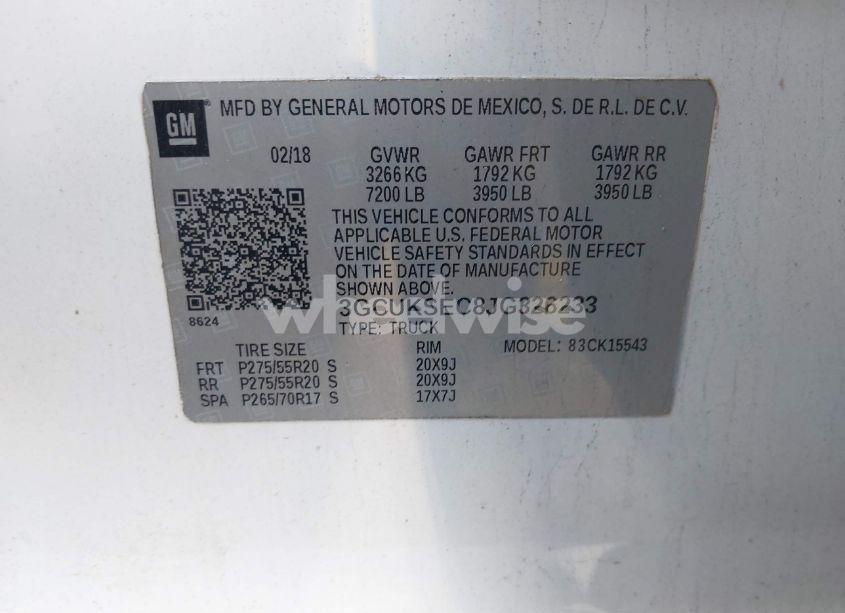 GM
MFD BY GENERAL MOTORS DE MEXICO, S. DE R.L. DE C.V.
02/18 GVWR GAWR FRT GAWR RR
3266 KG 1792 KG 1792 KG
7200 LB 3950 LB 3950 LB
THIS VEHICLE CONFORMS TO ALL
APPLICABLE U.S. FEDERAL MOTOR
VEHICLE SAFETY STANDARDS IN EFFECT
ON THE DATE OF MANUFACTURE
SHOWN ABOVE.
8624
3GCUKSEC8JG328233
wheelwise
TYPE: TRUCK MODEL: 83CK15543
TIRE SIZE RIM
FRT P275/55R20 S 20X9J
RR P275/55R20 S 20X9J
SPA P265/70R17 S 17X7J